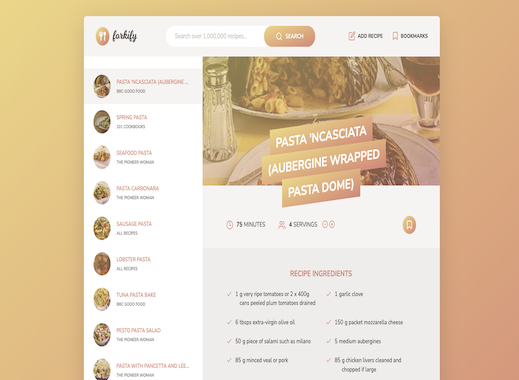 forkify
Search over 1,000,000 recipes...
SEARCH
ADD RECIPE
BOOKMARKS
PASTA 'NCASCIATA (AUBERGINE ...
BBC GOOD FOOD
SPRING PASTA
101 COOKBOOKS
SEAFOOD PASTA
THE PIONEER WOMAN
PASTA CARBONARA
THE PIONEER WOMAN
SAUSAGE PASTA
ALL RECIPES
LOBSTER PASTA
ALL RECIPES
TUNA PASTA BAKE
BBC GOOD FOOD
PESTO PASTA SALAD
THE PIONEER WOMAN
PASTA WITH PANCETTA AND LEE...
THE PIONEER WOMAN
PASTA 'NCASCIATA
(AUBERGINE WRAPPED
PASTA DOME)
75 MINUTES
4 SERVINGS
RECIPE INGREDIENTS
1 g very ripe tomatoes or 2 x 400g
cans peeled plum tomatoes drained
1 garlic clove
6 tbsps extra-virgin olive oil
150 g packet mozzarella cheese
50 g piece of salami such as milano
5 medium aubergines
85 g minced veal or pork
85 g chicken livers cleaned and
chopped if large